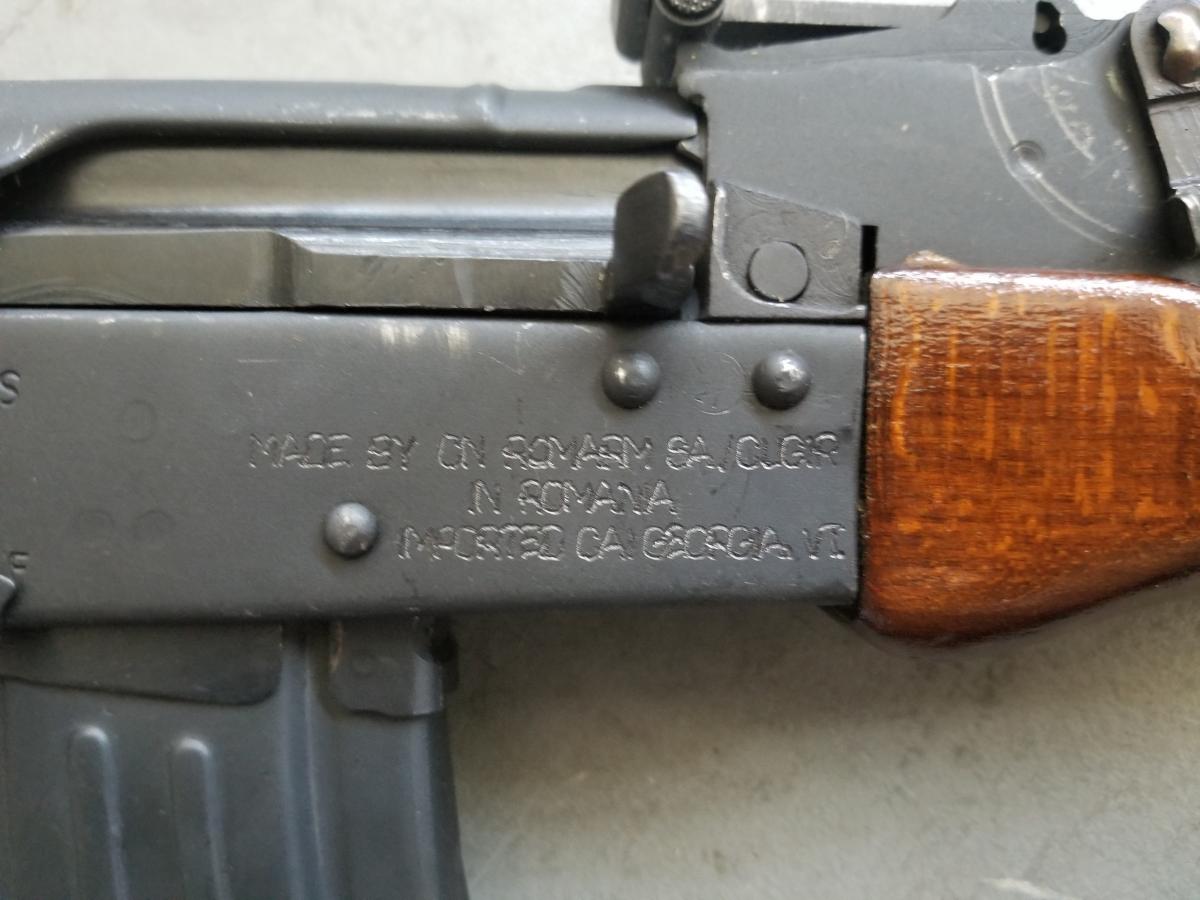 S
MADE BY CN ROMARM SA./CUGIR
IN ROMANIA
IMPORTED CAI GEORGIA, VT
F